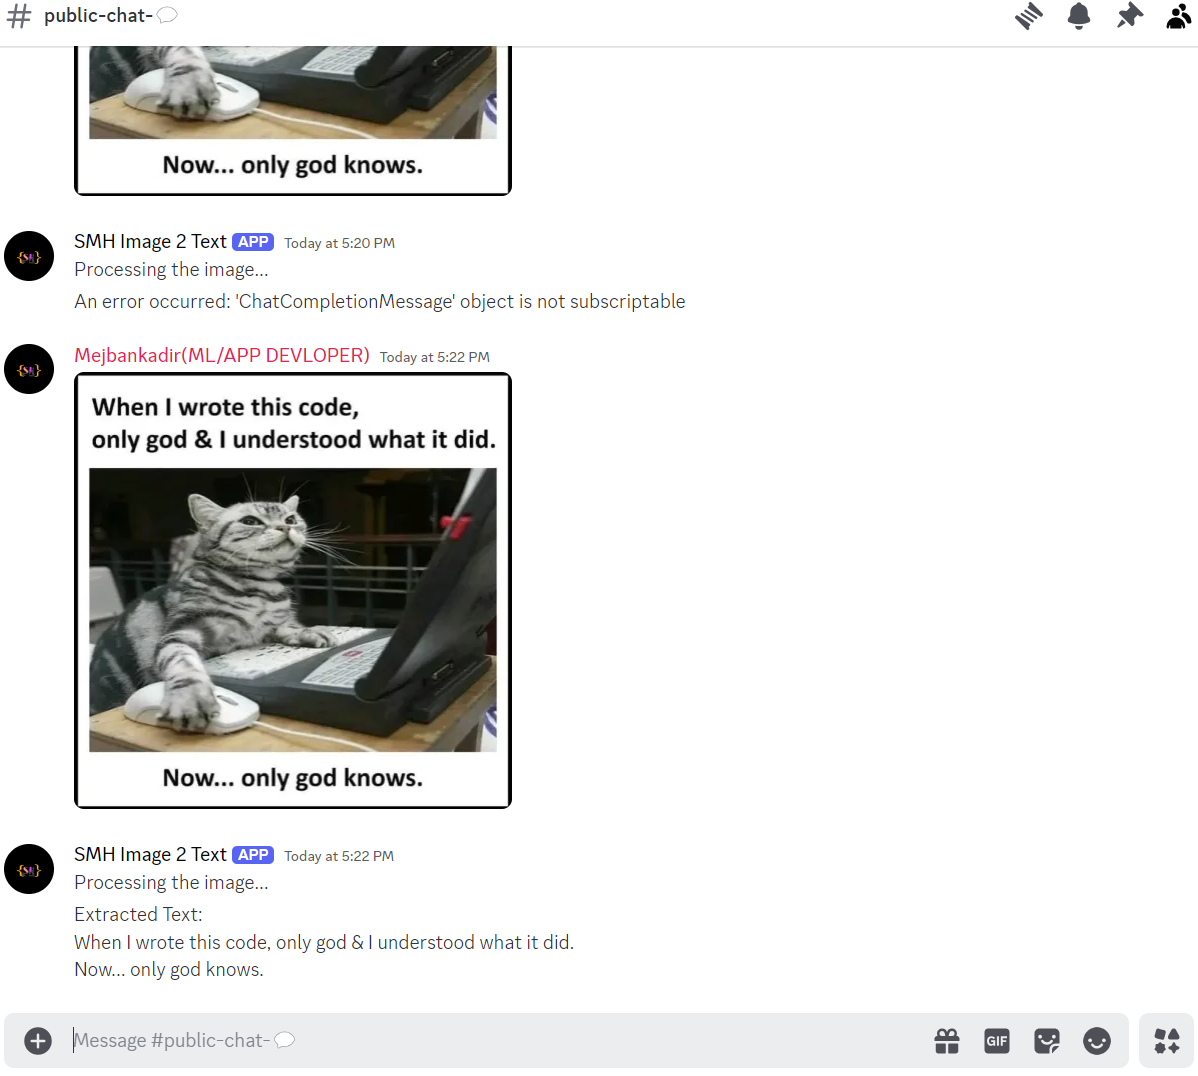 public-chat-
Now... only god knows.
SMH Image 2 Text APP Today at 5:20 PM
Processing the image...
An error occurred: 'ChatCompletionMessage' object is not subscriptable
Mejbankadir(ML/APP DEVLOPER) Today at 5:22 PM
When I wrote this code,
only god & I understood what it did.
Now... only god knows.
SMH Image 2 Text APP Today at 5:22 PM
Processing the image...
Extracted Text:
When I wrote this code, only god & I understood what it did.
Now... only god knows.
Message #public-chat-
GIF